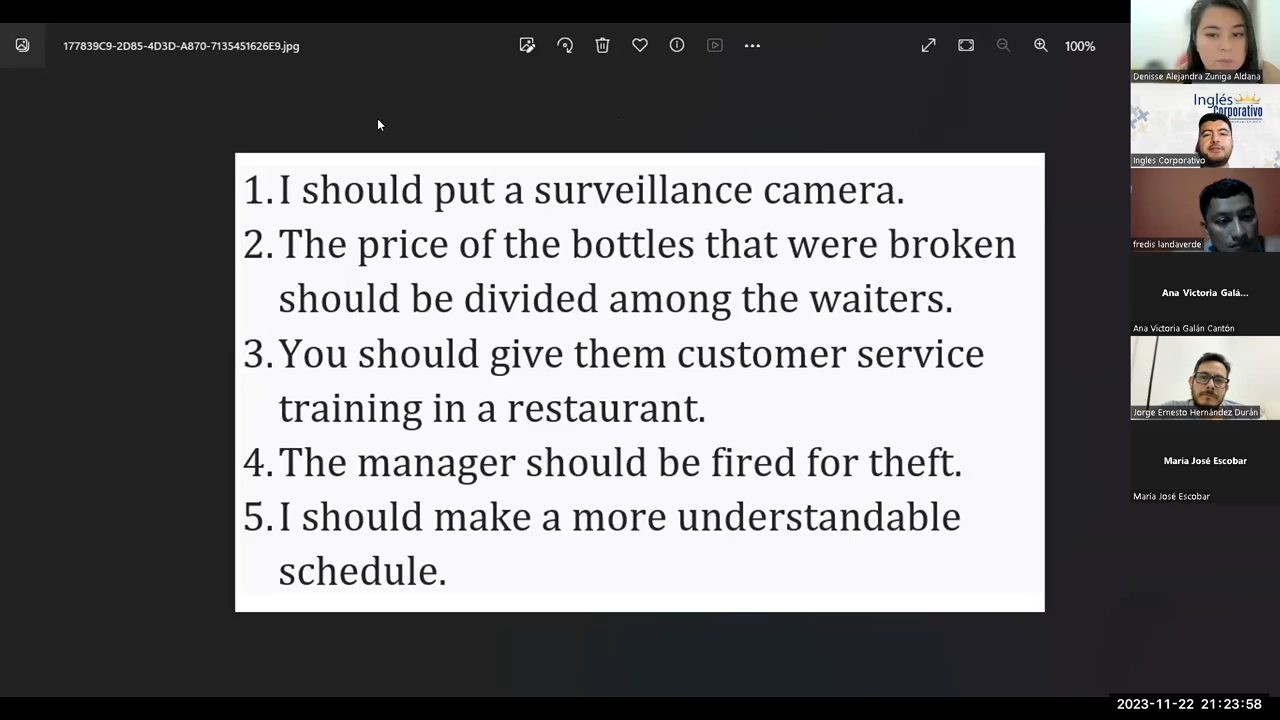 177839C9-2D85-4D3D-A870-7135451626E9.jpg
100%
1. I should put a surveillance camera.
2. The price of the bottles that were broken
should be divided among the waiters.
3. You should give them customer service
training in a restaurant.
4. The manager should be fired for theft.
5. I should make a more understandable
schedule.
Denisse Alejandra Zuniga Aldana
Inglés
Corporativo
Ingles Corporativo
fredis landaverde
Ana Victoria Galá...
Ana Victoria Galán Cantón
Jorge Ernesto Hernández Durán
María José Escobar
María José Escobar
2023-11-22 21:23:58